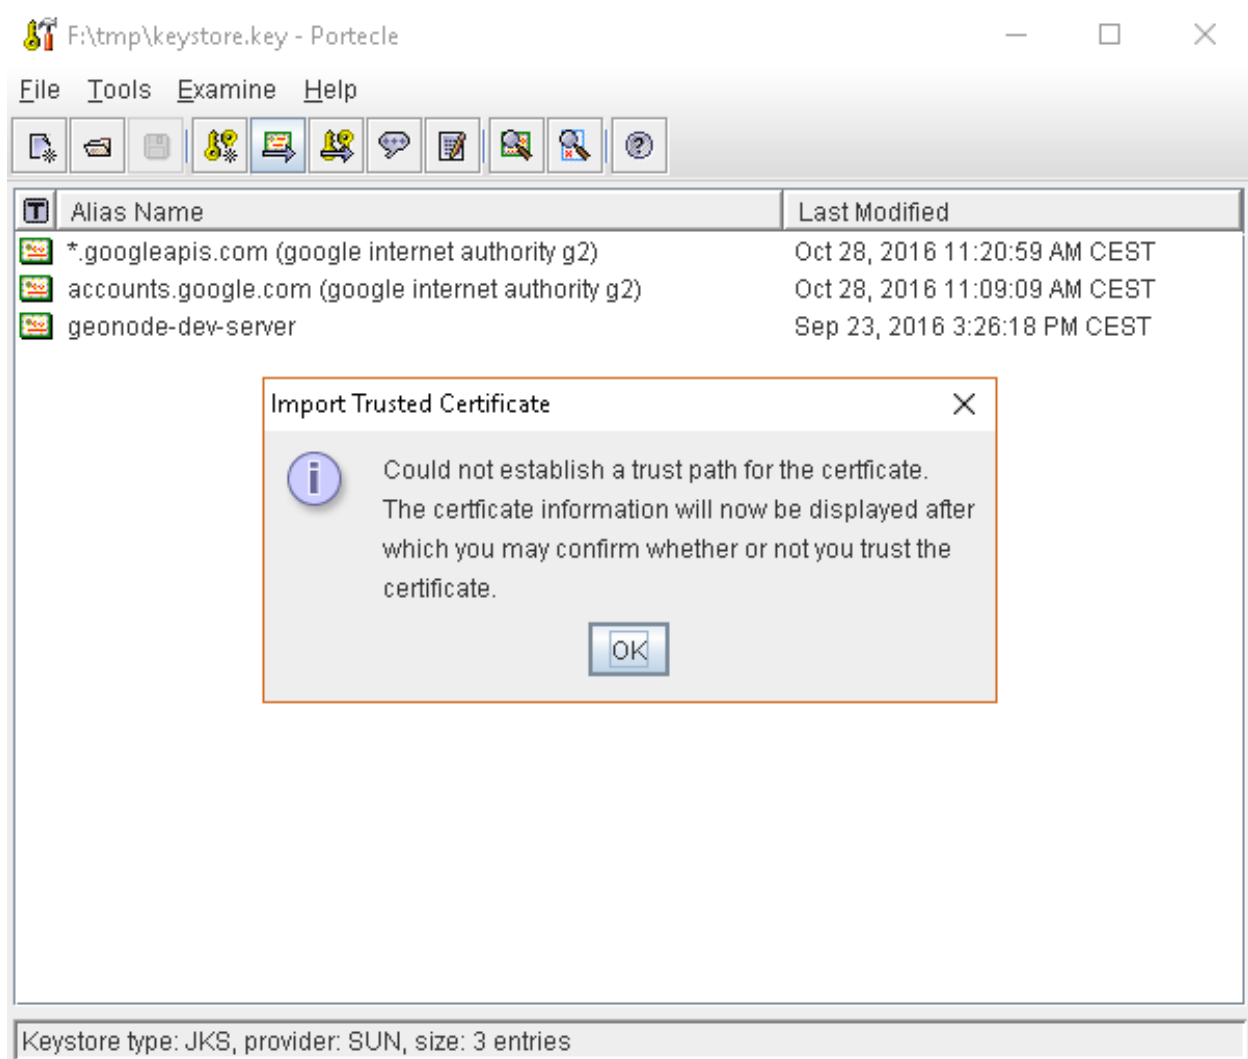 F:\tmp\keystore.key - Portecle
File Tools Examine Help
T Alias Name Last Modified
*.googleapis.com (google internet authority g2) Oct 28, 2016 11:20:59 AM CEST
accounts.google.com (google internet authority g2) Oct 28, 2016 11:09:09 AM CEST
geonode-dev-server Sep 23, 2016 3:26:18 PM CEST
Import Trusted Certificate
Could not establish a trust path for the certficate.
The certficate information will now be displayed after
which you may confirm whether or not you trust the
certificate.
OK
Keystore type: JKS, provider: SUN, size: 3 entries